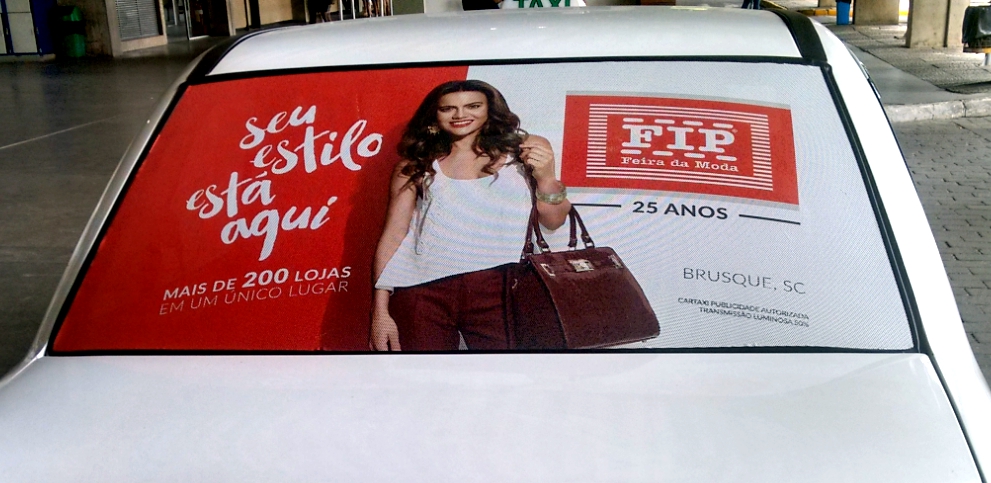 TAXI
seu
estilo
está
aqui
MAIS DE 200 LOJAS
EM UM ÚNICO LUGAR
FIP
Feira da Moda
25 ANOS
BRUSQUE, SC
CARTAXI PUBLICIDADE AUTORIZADA
TRANSMISSÃO LUMINOSA 50%